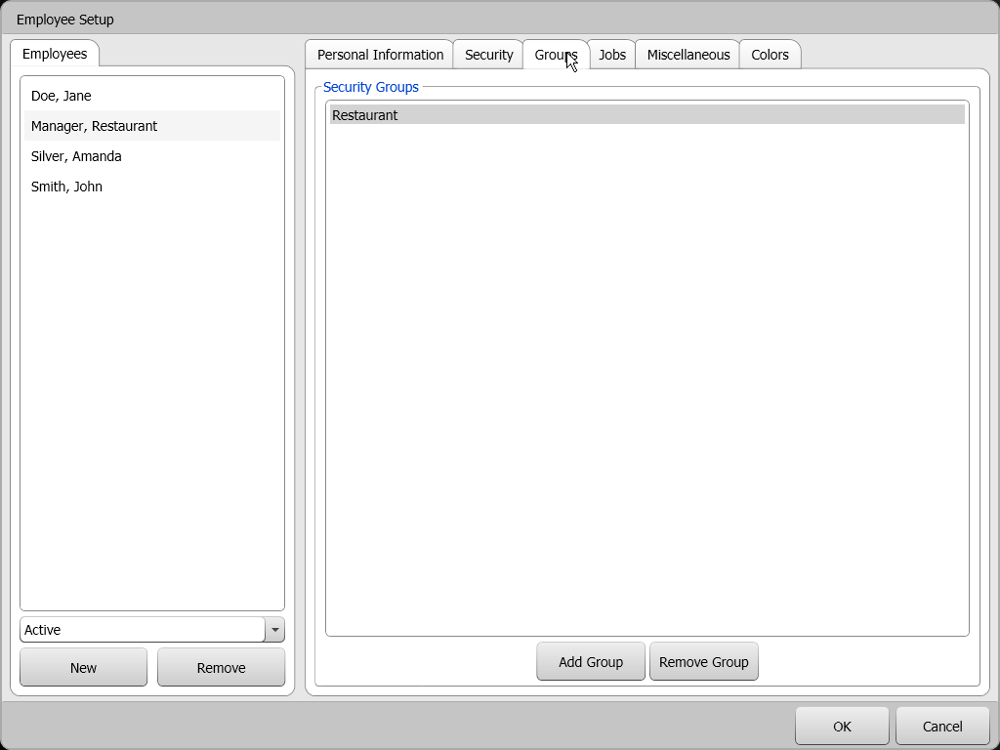 Employee Setup
Employees
Personal Information Security Groups Jobs Miscellaneous Colors
Security Groups
Doe, Jane
Manager, Restaurant
Silver, Amanda
Smith, John
Restaurant
Active
New Remove
Add Group Remove Group
OK Cancel